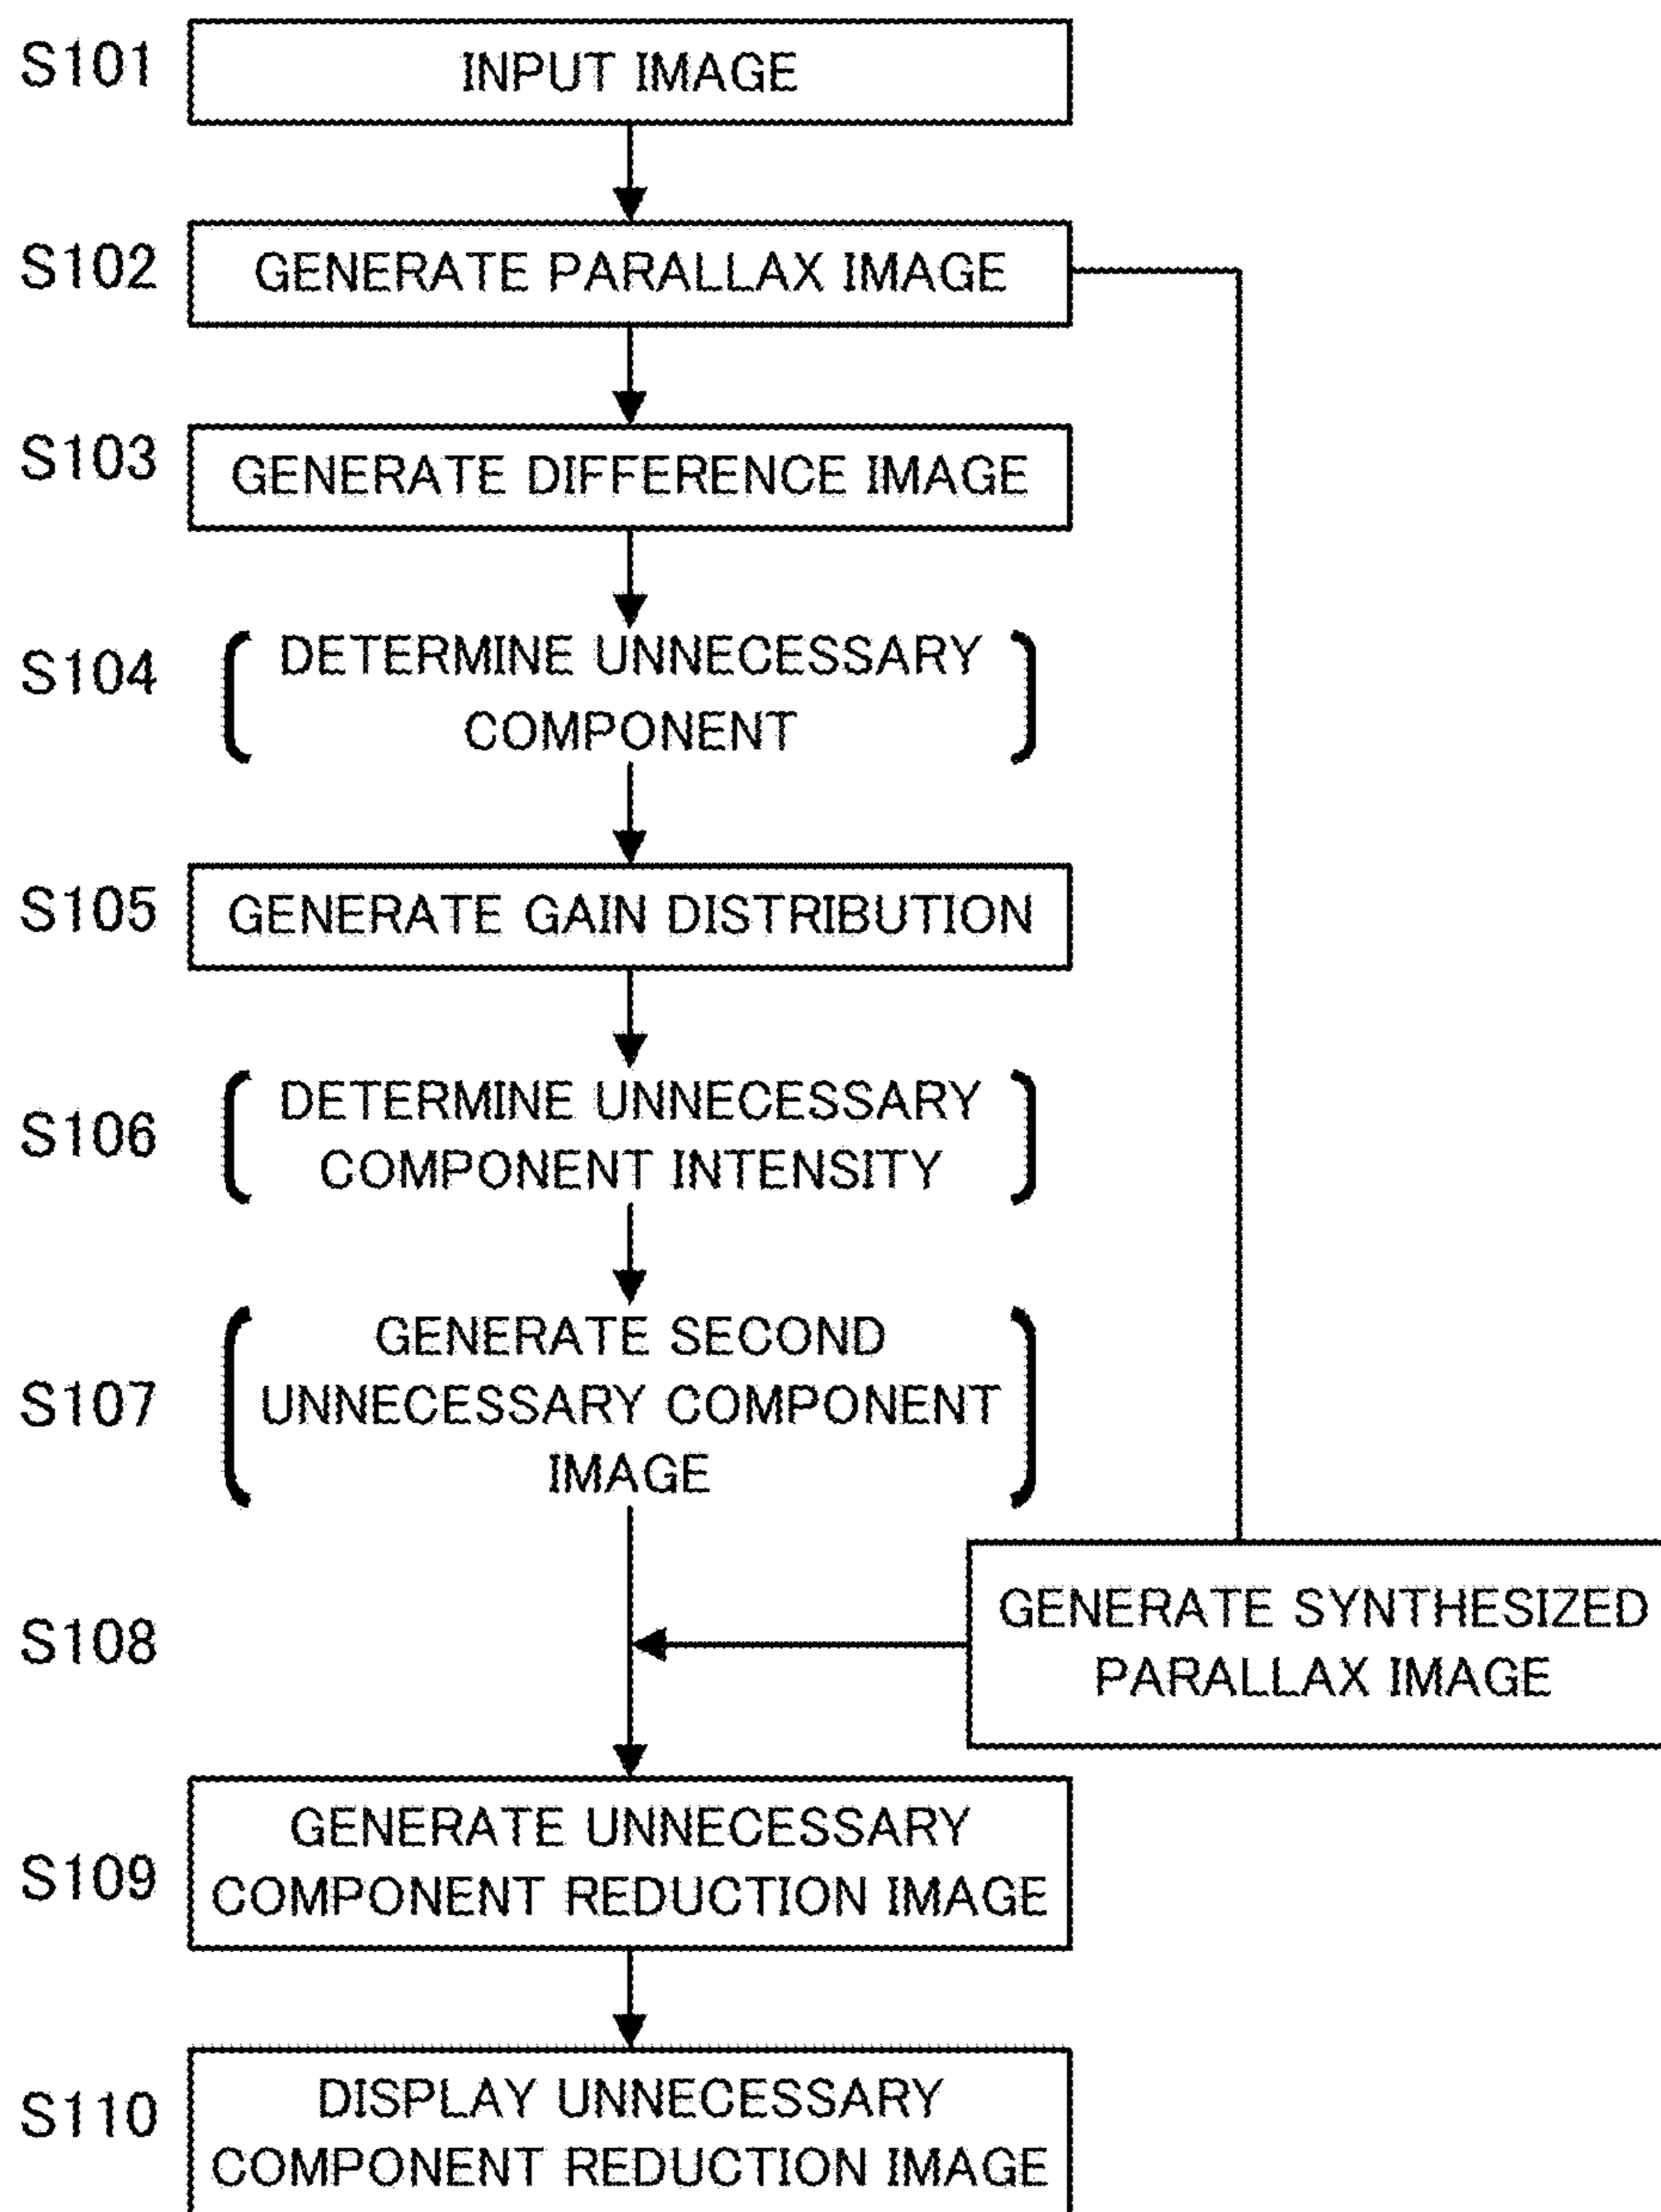 S101
INPUT IMAGE
S102
GENERATE PARALLAX IMAGE
S103
GENERATE DIFFERENCE IMAGE
S104
DETERMINE UNNECESSARY
COMPONENT
S105
GENERATE GAIN DISTRIBUTION
S106
DETERMINE UNNECESSARY
COMPONENT INTENSITY
S107
GENERATE SECOND
UNNECESSARY COMPONENT
IMAGE
S108
GENERATE SYNTHESIZED
PARALLAX IMAGE
S109
GENERATE UNNECESSARY
COMPONENT REDUCTION IMAGE
S110
DISPLAY UNNECESSARY
COMPONENT REDUCTION IMAGE